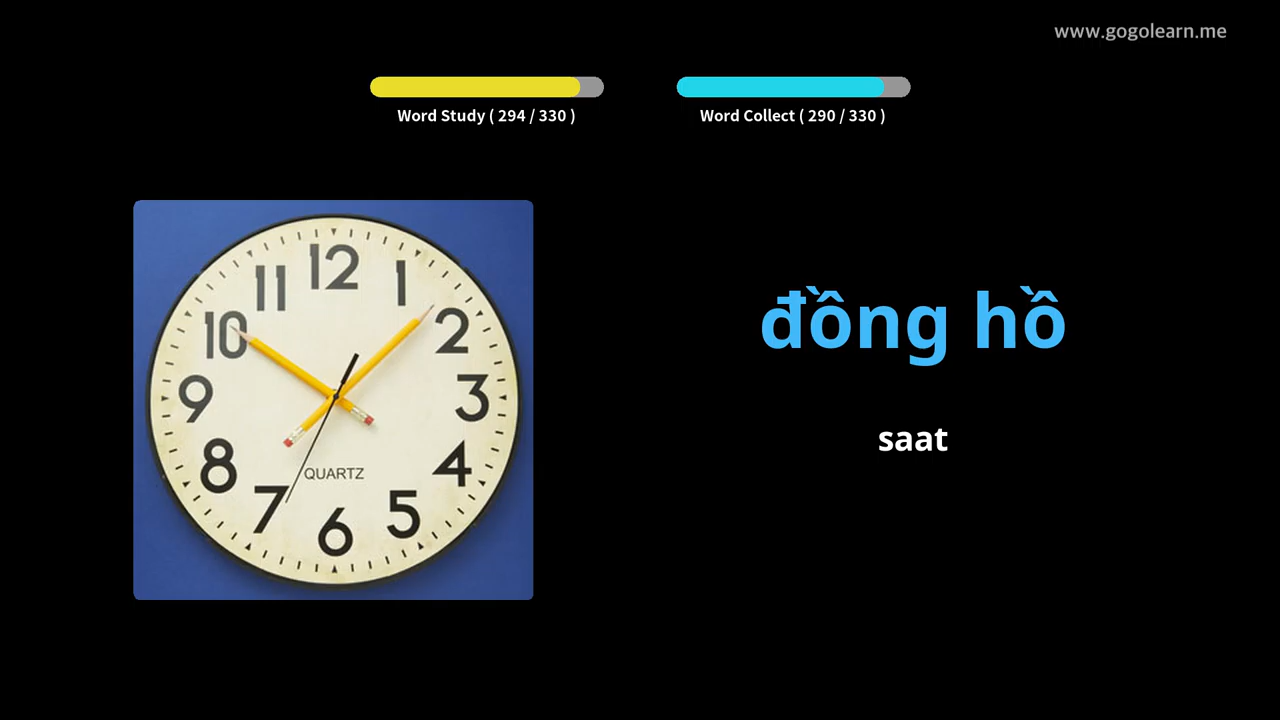 www.gogolearn.me
Word Study ( 294 / 330 )
Word Collect ( 290 / 330 )
12
11
1
10
2
9
3
8
4
QUARTZ
7
5
6
đồng hồ
saat